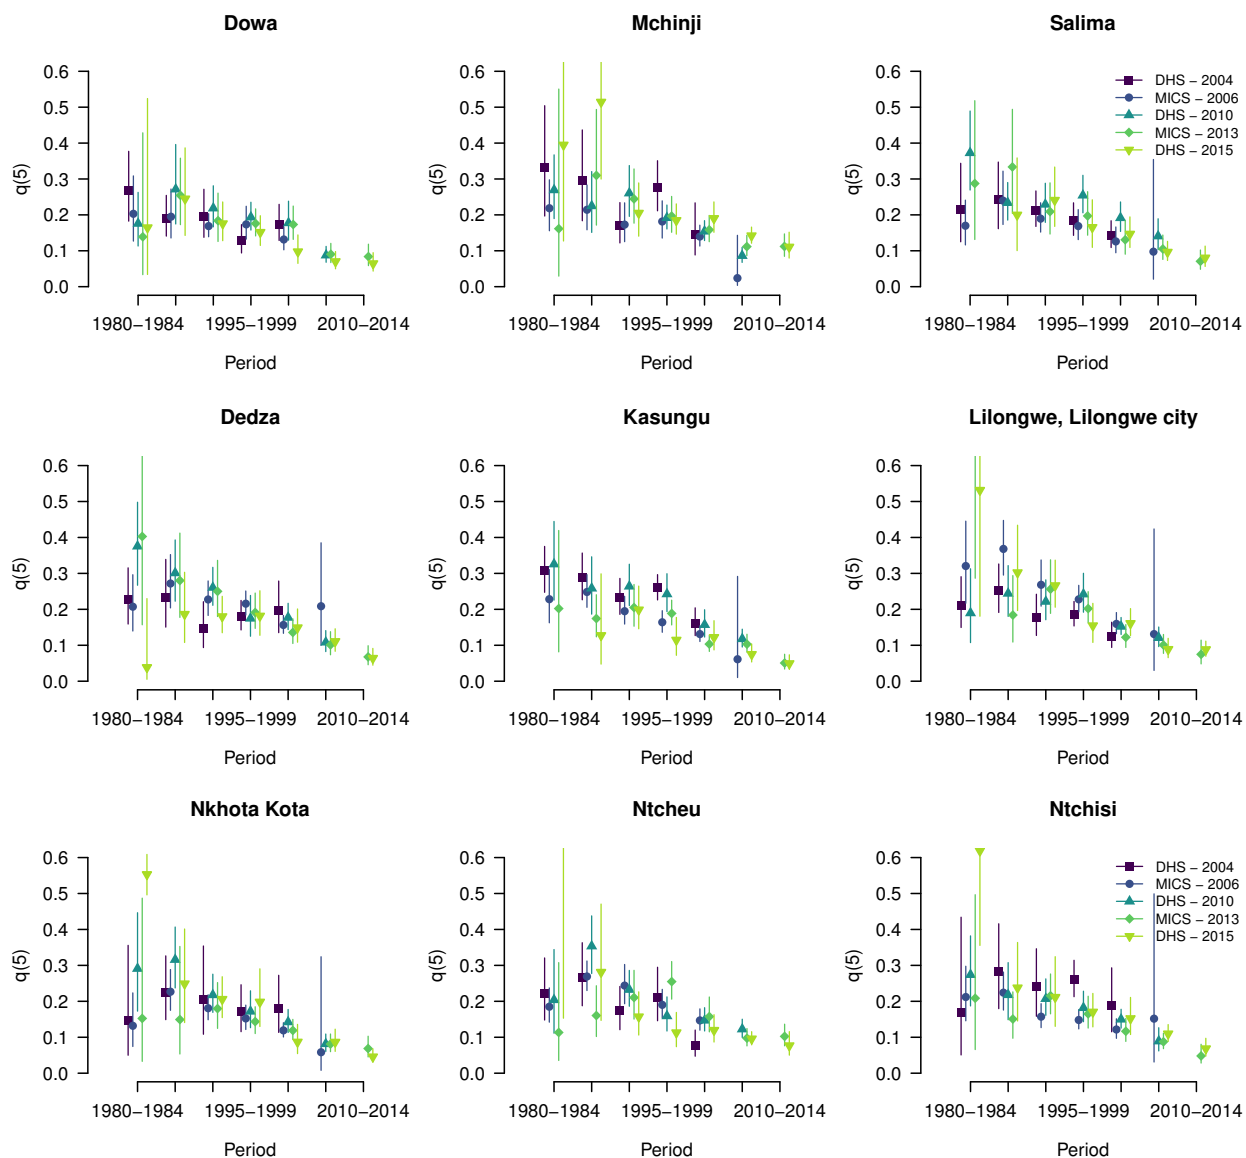 Dowa
q(5)
0.6
0.5
0.4
0.3
0.2
0.1
0.0
1980−1984
1995−1999
2010−2014
Period
Mchinji
q(5)
0.6
0.5
0.4
0.3
0.2
0.1
0.0
1980−1984
1995−1999
2010−2014
Period
Salima
q(5)
0.6
0.5
0.4
0.3
0.2
0.1
0.0
DHS − 2004
MICS − 2006
DHS − 2010
MICS − 2013
DHS − 2015
1980−1984
1995−1999
2010−2014
Period
Dedza
q(5)
0.6
0.5
0.4
0.3
0.2
0.1
0.0
1980−1984
1995−1999
2010−2014
Period
Kasungu
q(5)
0.6
0.5
0.4
0.3
0.2
0.1
0.0
1980−1984
1995−1999
2010−2014
Period
Lilongwe, Lilongwe city
q(5)
0.6
0.5
0.4
0.3
0.2
0.1
0.0
1980−1984
1995−1999
2010−2014
Period
Nkhota Kota
q(5)
0.6
0.5
0.4
0.3
0.2
0.1
0.0
1980−1984
1995−1999
2010−2014
Period
Ntcheu
q(5)
0.6
0.5
0.4
0.3
0.2
0.1
0.0
1980−1984
1995−1999
2010−2014
Period
Ntchisi
q(5)
0.6
0.5
0.4
0.3
0.2
0.1
0.0
DHS − 2004
MICS − 2006
DHS − 2010
MICS − 2013
DHS − 2015
1980−1984
1995−1999
2010−2014
Period